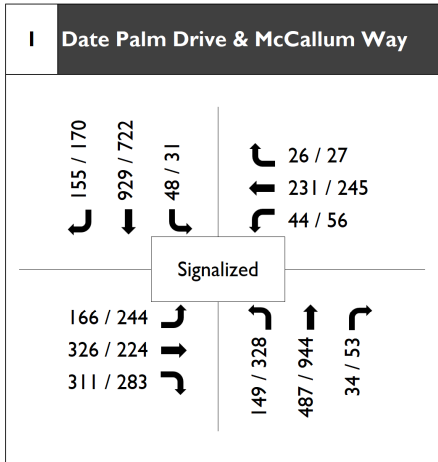 1 Date Palm Drive & McCallum Way
155 / 170
929 / 722
48 / 31
26 / 27
231 / 245
44 / 56
Signalized
166 / 244
326 / 224
311 / 283
149 / 328
487 / 944
34 / 53